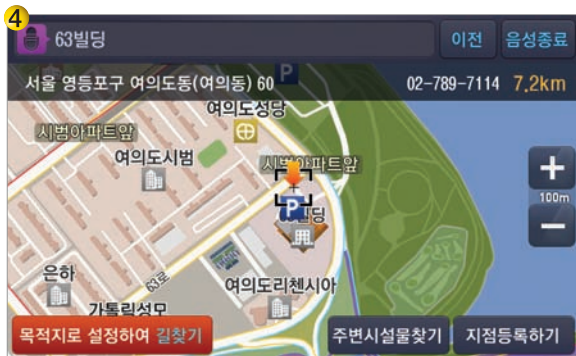 4
63빌딩
이전
음성종료
서울 영등포구 여의도동(여의동) 60
02-789-7114
7.2km
P
여의도성당
시범아파트앞
여의도시범
시범아파트앞
+
100m
−
P
빌딩
은하
63로
여의도리첸시아
가톨릭성모
목적지로 설정하여 길찾기
주변시설물찾기
지점등록하기